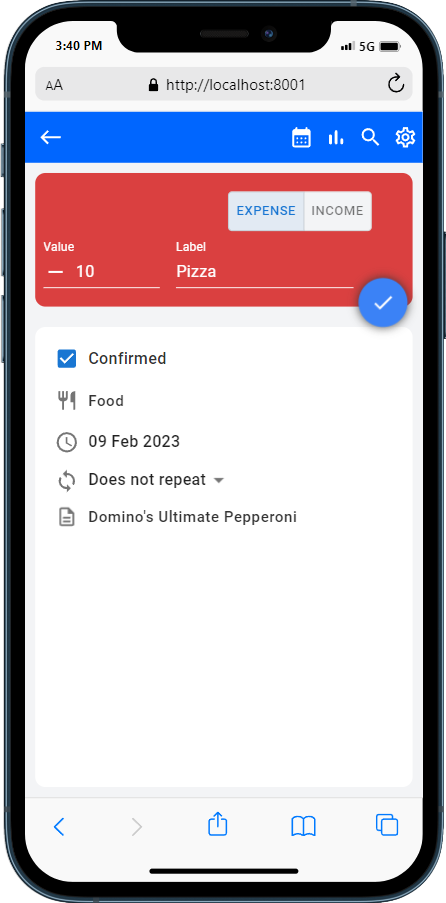 3:40 PM 5G
AA http://localhost:8001
EXPENSE INCOME
Value Label
— 10 Pizza
Confirmed
Food
09 Feb 2023
Does not repeat
Domino's Ultimate Pepperoni